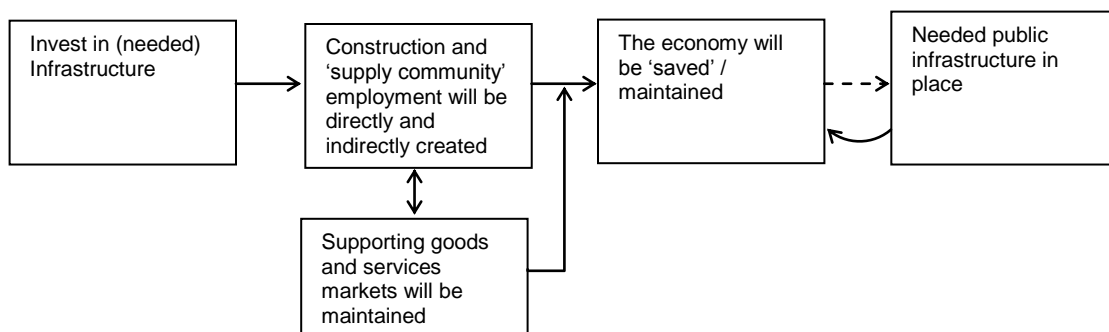 Invest in (needed)
Infrastructure
Construction and
‘supply community’
employment will be
directly and
indirectly created
The economy will
be ‘saved’ /
maintained
Needed public
infrastructure in
place
Supporting goods
and services
markets will be
maintained